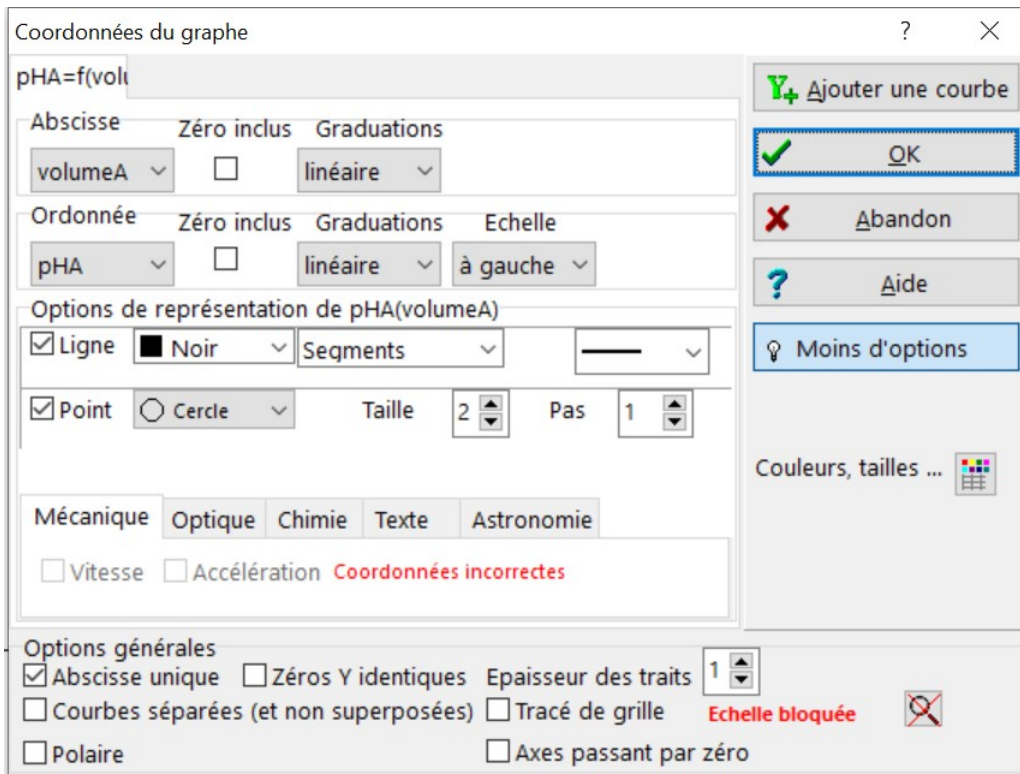 Coordonnées du graphe
?
pHA=f(volu
Ajouter une courbe
Abscisse
Zéro inclus
Graduations
volumeA
linéaire
OK
Ordonnée
Zéro inclus
Graduations
Echelle
pHA
linéaire
à gauche
Abandon
Aide
Options de représentation de pHA(volumeA)
Ligne
Noir
Segments
Moins d'options
Point
Cercle
Taille
2
Pas
1
Couleurs, tailles ...
Mécanique
Optique
Chimie
Texte
Astronomie
Vitesse
Accélération
Coordonnées incorrectes
Options générales
Abscisse unique
Zéros Y identiques
Epaisseur des traits
1
Courbes séparées (et non superposées)
Tracé de grille
Echelle bloquée
Polaire
Axes passant par zéro